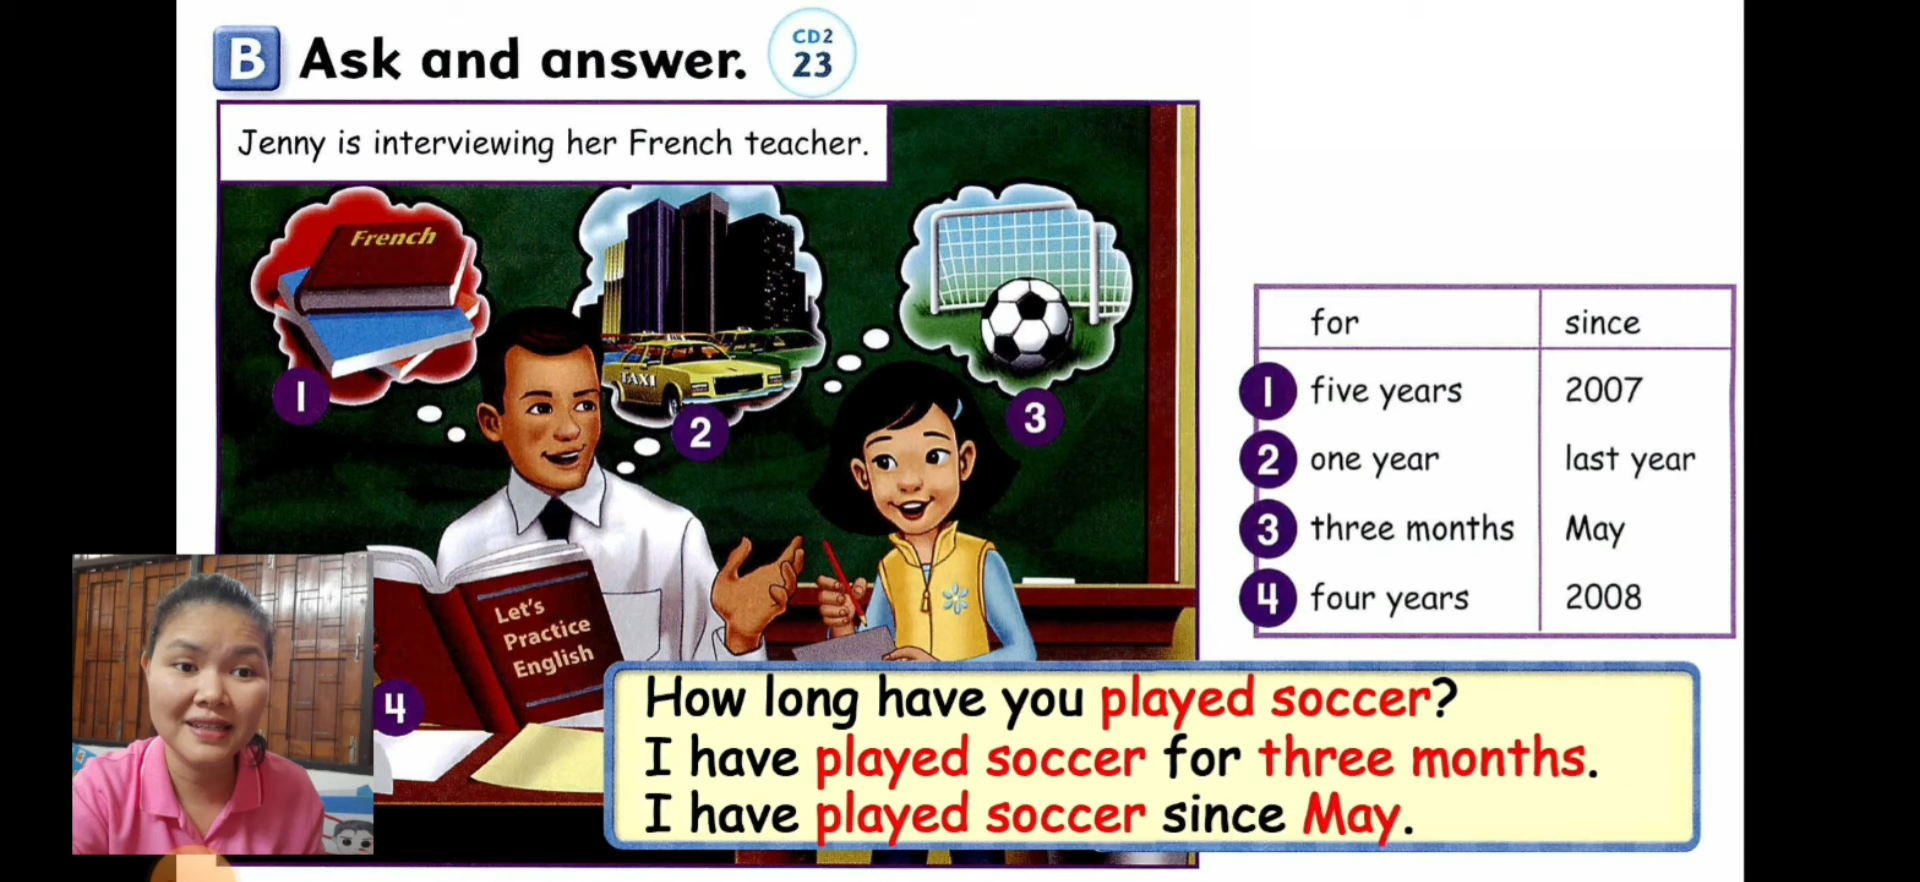 B Ask and answer. CD2 23
Jenny is interviewing her French teacher.
French
TAXI
1
2
3
Let's
Practice
English
4
for since
1 five years 2007
2 one year last year
3 three months May
4 four years 2008
How long have you played soccer?
I have played soccer for three months.
I have played soccer since May.